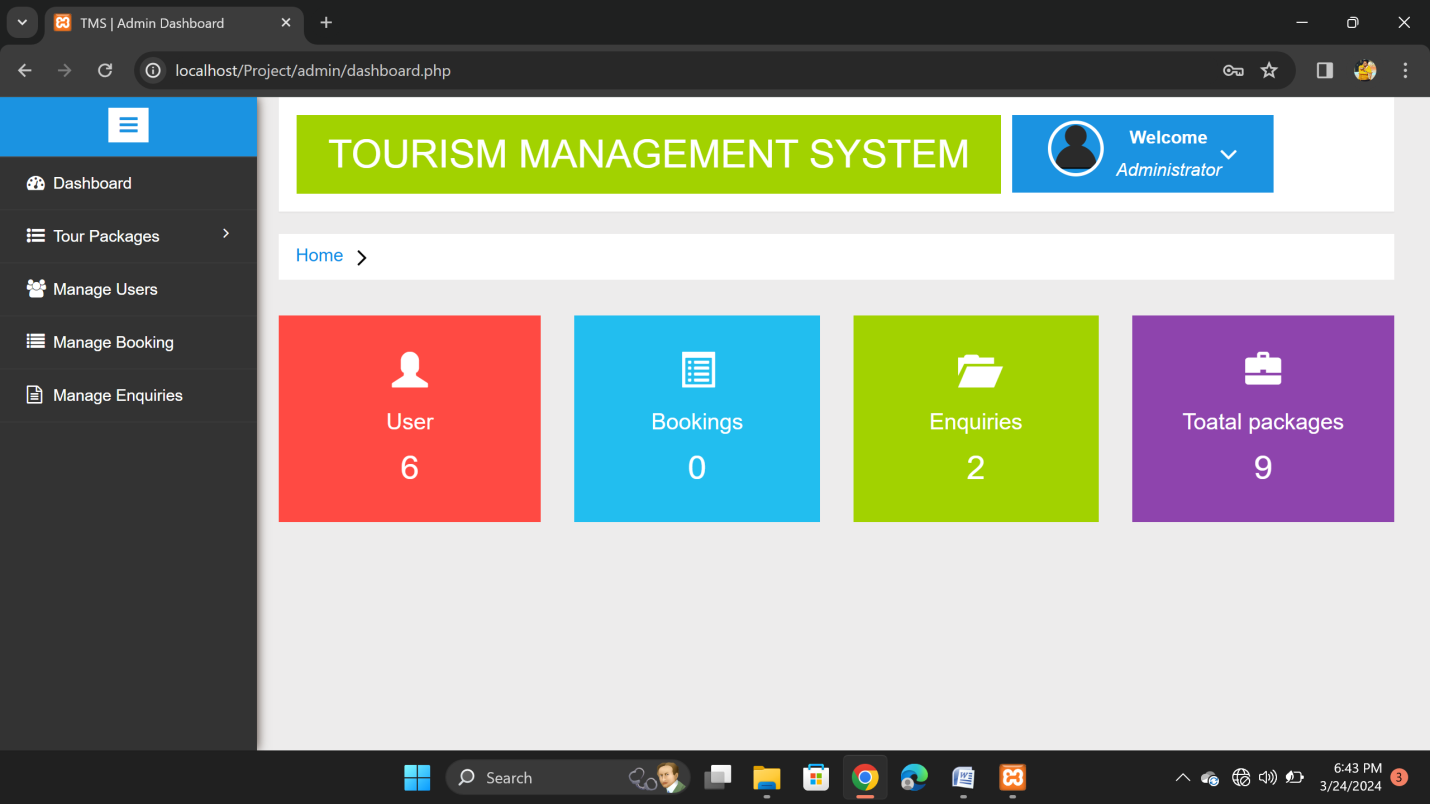 TMS | Admin Dashboard
localhost/Project/admin/dashboard.php
TOURISM MANAGEMENT SYSTEM
Welcome
Administrator
Dashboard
Tour Packages
Manage Users
Manage Booking
Manage Enquiries
Home
User
6
Bookings
0
Enquiries
2
Toatal packages
9
Search
6:43 PM
3/24/2024
3